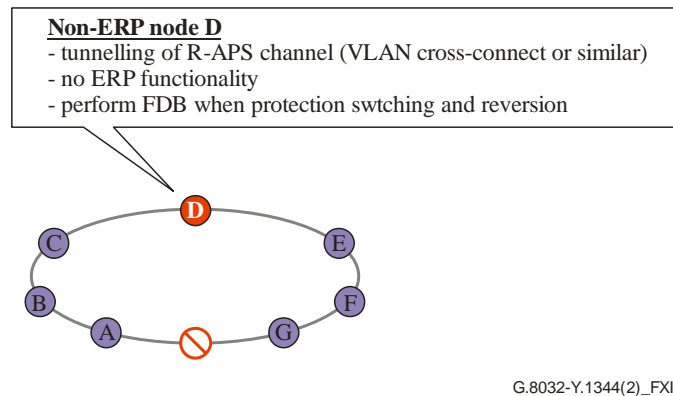 Non-ERP node D
- tunnelling of R-APS channel (VLAN cross-connect or similar)
- no ERP functionality
- perform FDB when protection swtching and reversion
D
C
E
B
F
A
G
G.8032-Y.1344(2)_FXI